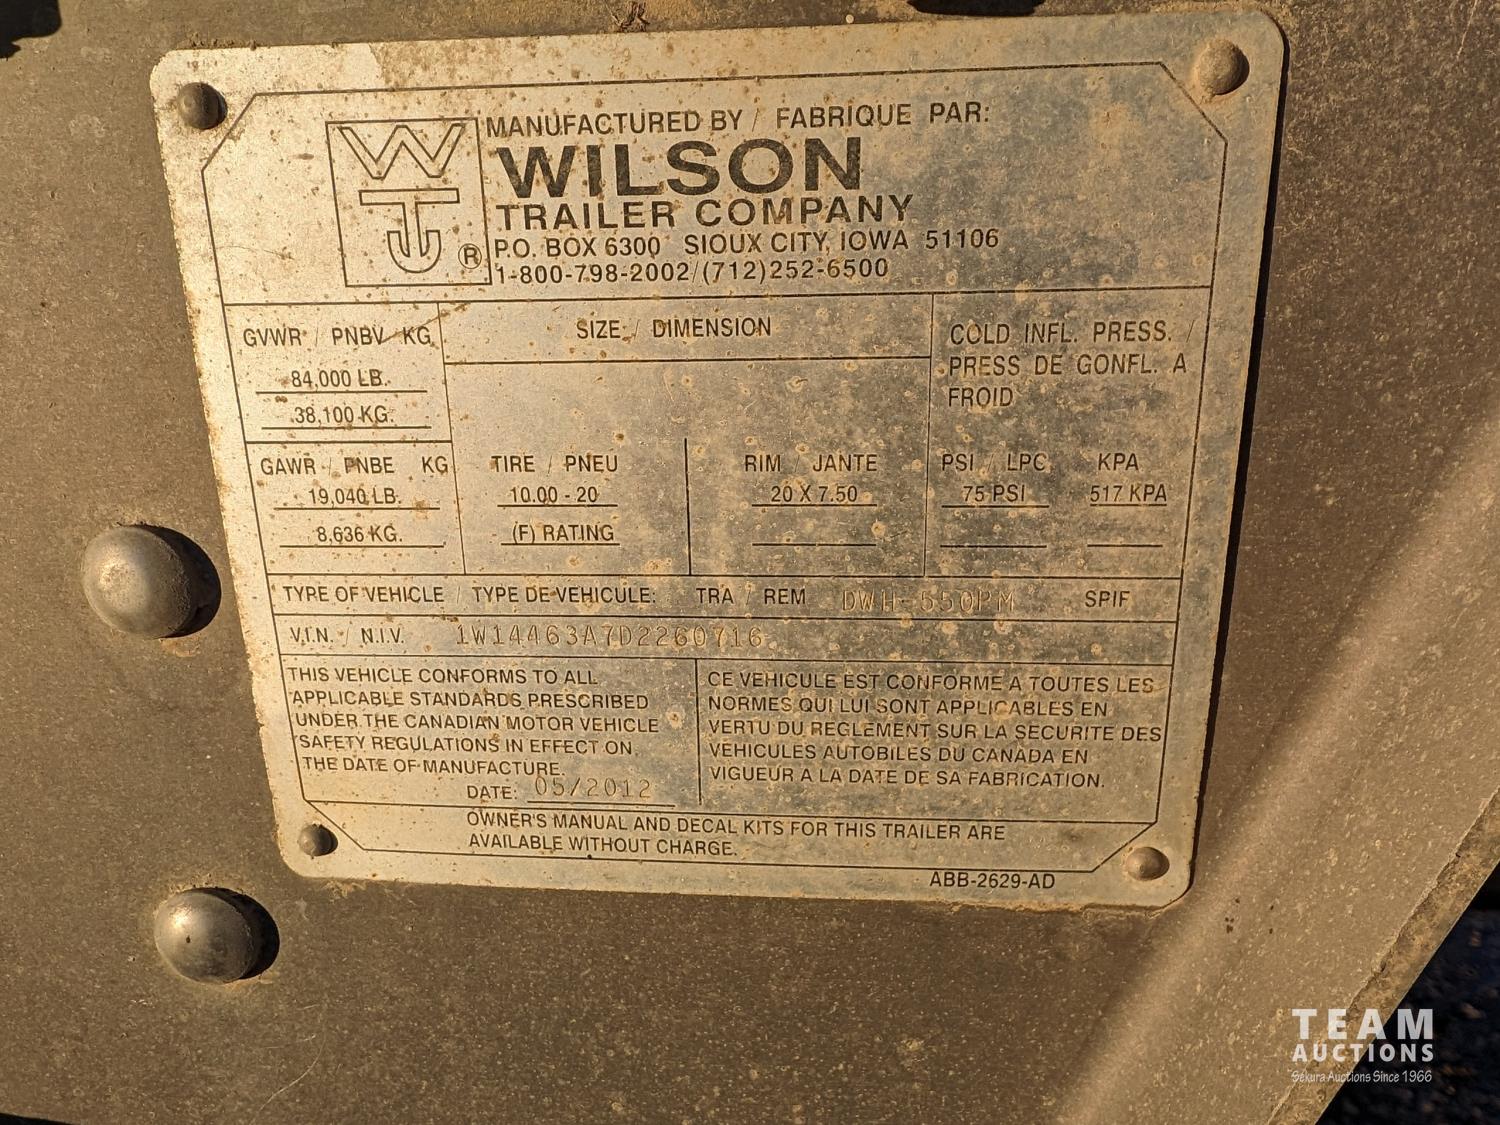 WTJ ®
MANUFACTURED BY / FABRIQUE PAR:
WILSON
TRAILER COMPANY
P.O. BOX 6300 SIOUX CITY, IOWA 51106
1-800-798-2002/(712)252-6500
GVWR / PNBV KG
84,000 LB.
38,100 KG.
SIZE / DIMENSION
COLD INFL. PRESS. /
PRESS DE GONFL. A
FROID
GAWR / PNBE KG
19,040 LB.
8,636 KG.
TIRE / PNEU
10.00 - 20
(F) RATING
RIM / JANTE
20 X 7.50
PSI / LPC KPA
75 PSI 517 KPA
TYPE OF VEHICLE / TYPE DE VEHICULE: TRA / REM DWH-550PM SPIF
V.I.N. / N.I.V. 1W14463A7D2260716
THIS VEHICLE CONFORMS TO ALL
APPLICABLE STANDARDS PRESCRIBED
UNDER THE CANADIAN MOTOR VEHICLE
SAFETY REGULATIONS IN EFFECT ON
THE DATE OF MANUFACTURE.
DATE: 05/2012
CE VEHICULE EST CONFORME A TOUTES LES
NORMES QUI LUI SONT APPLICABLES EN
VERTU DU REGLEMENT SUR LA SECURITE DES
VEHICULES AUTOBILES DU CANADA EN
VIGUEUR A LA DATE DE SA FABRICATION.
OWNER'S MANUAL AND DECAL KITS FOR THIS TRAILER ARE
AVAILABLE WITHOUT CHARGE.
ABB-2629-AD
TEAM
AUCTIONS
Sekura Auctions Since 1966